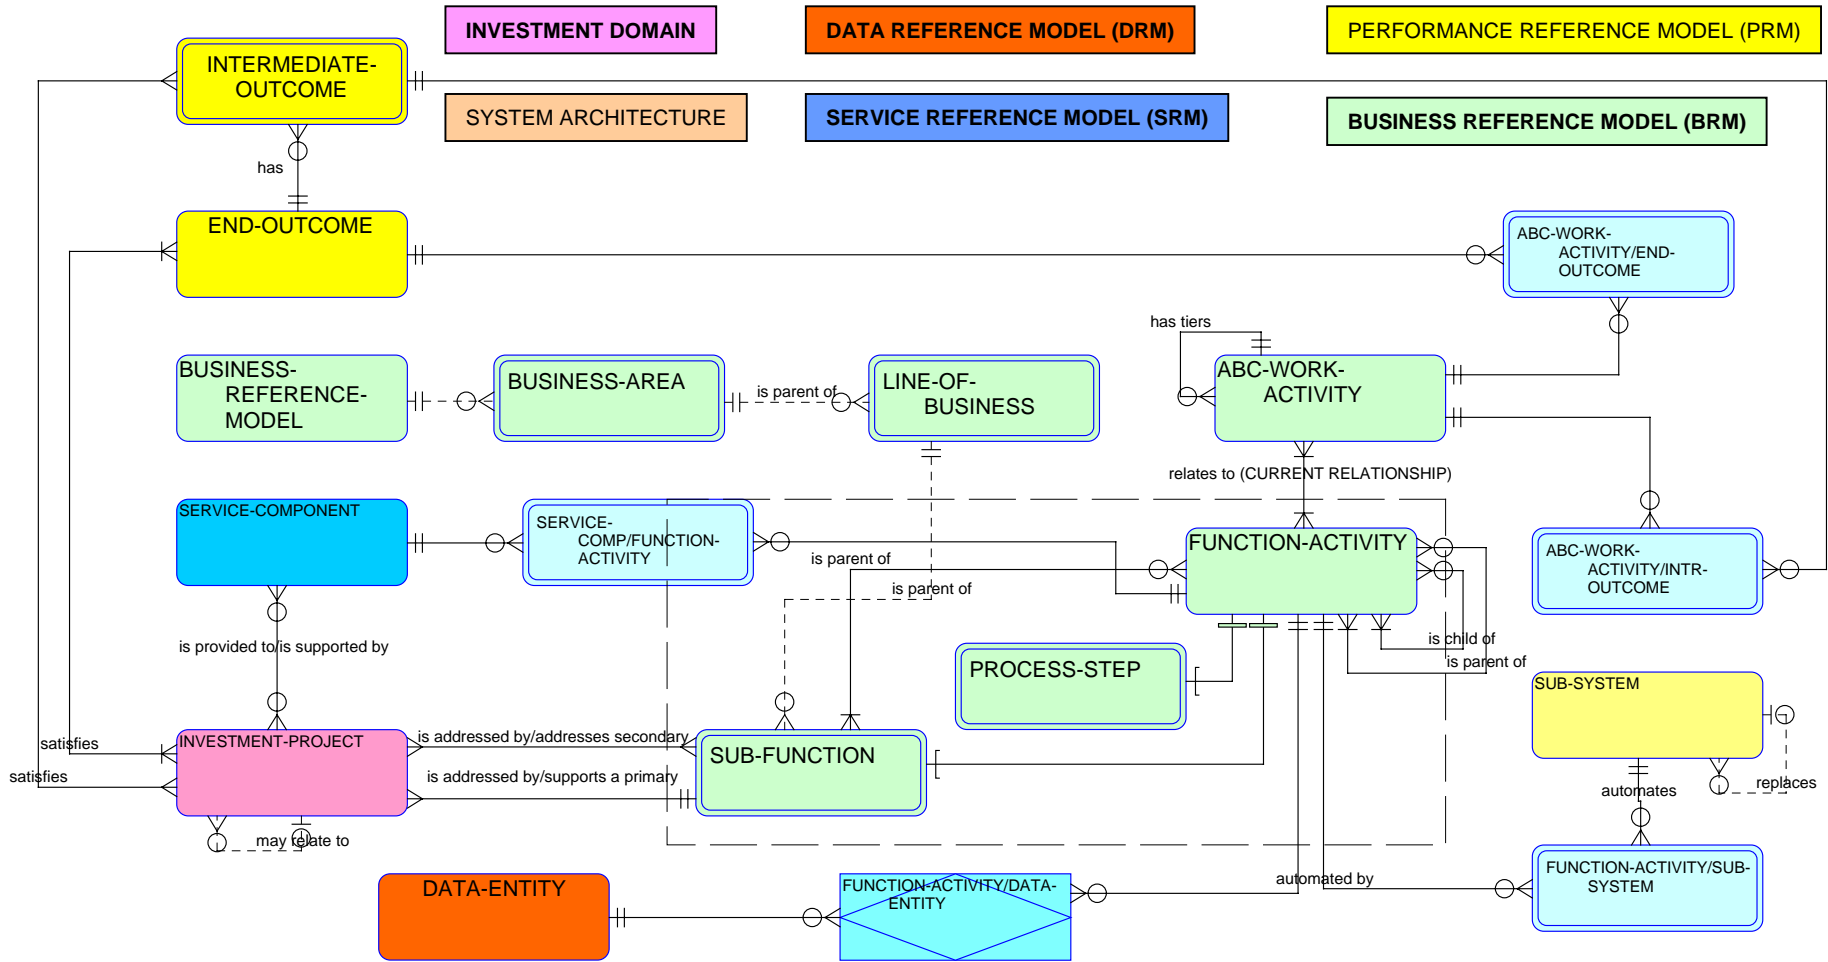 INVESTMENT DOMAIN
DATA REFERENCE MODEL (DRM)
PERFORMANCE REFERENCE MODEL (PRM)
INTERMEDIATE-
OUTCOME
SYSTEM ARCHITECTURE
SERVICE REFERENCE MODEL (SRM)
BUSINESS REFERENCE MODEL (BRM)
has
END-OUTCOME
ABC-WORK-
ACTIVITY/END-
OUTCOME
has tiers
BUSINESS-
REFERENCE-
MODEL
BUSINESS-AREA
is parent of
LINE-OF-
BUSINESS
ABC-WORK-
ACTIVITY
relates to (CURRENT RELATIONSHIP)
SERVICE-COMPONENT
SERVICE-
COMP/FUNCTION-
ACTIVITY
is parent of
is parent of
FUNCTION-ACTIVITY
ABC-WORK-
ACTIVITY/INTR-
OUTCOME
is provided to/is supported by
is child of
is parent of
PROCESS-STEP
SUB-SYSTEM
satisfies
satisfies
INVESTMENT-PROJECT
is addressed by/addresses secondary
is addressed by/supports a primary
SUB-FUNCTION
replaces
automates
may relate to
DATA-ENTITY
FUNCTION-ACTIVITY/DATA-
ENTITY
automated by
FUNCTION-ACTIVITY/SUB-
SYSTEM